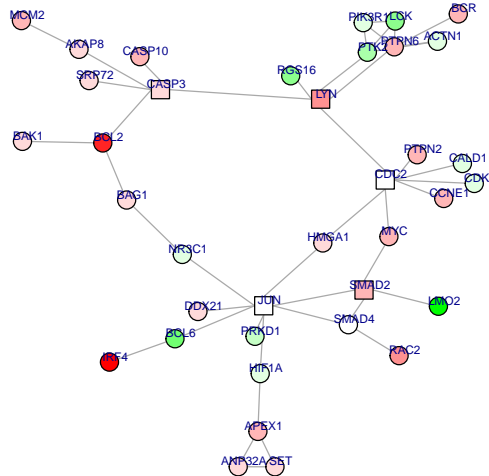 MCM2
PIK3R1
LCK
BCR
AKAP8
CASP10
PTK2
PTPN6
ACTN1
SRP72
RGS16
CASP3
LYN
BAK1
BCL2
PTPN2
CALD1
CDC2
CDK
BAG1
CCNE1
NR3C1
HMGA1
MYC
SMAD2
DDX21
JUN
LMO2
SMAD4
BCL6
PRKD1
IRF4
RAC2
HIF1A
APEX1
ANP32A
SET